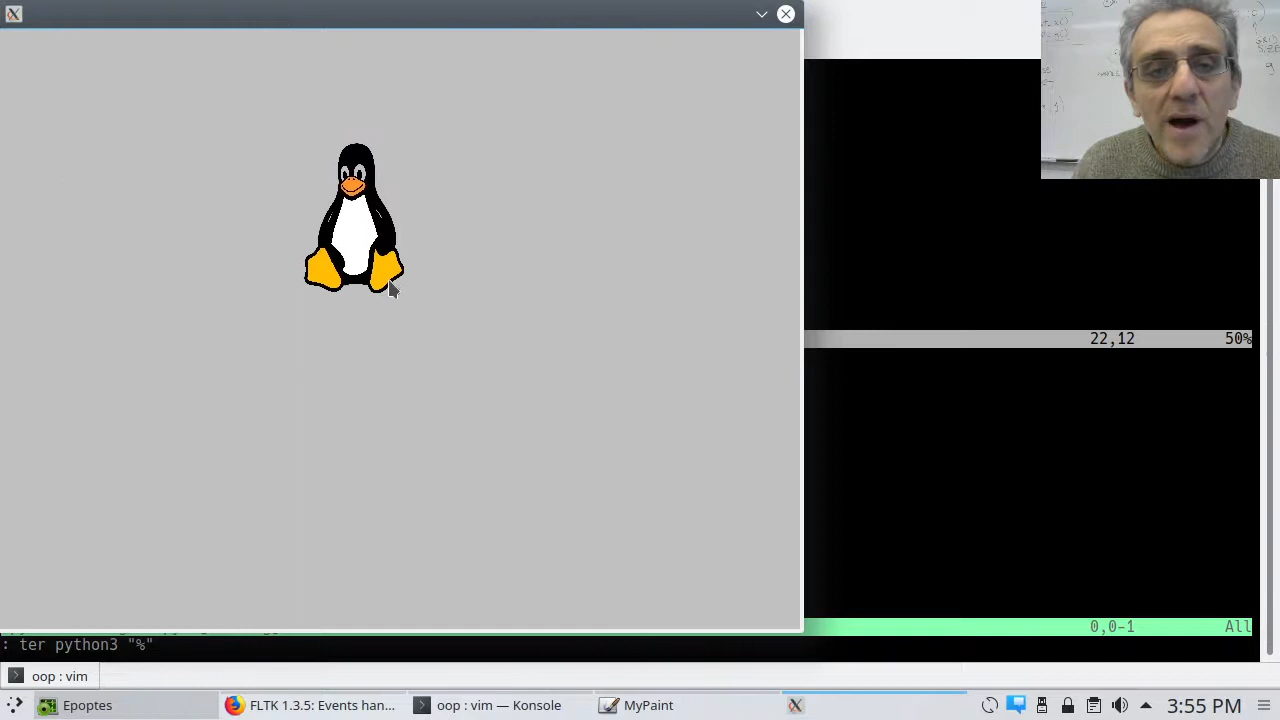 22,12 50%
0,0-1 All
: ter python3 "%"
oop : vim
Epoptes FLTK 1.3.5: Events han... oop : vim — Konsole MyPaint 3:55 PM